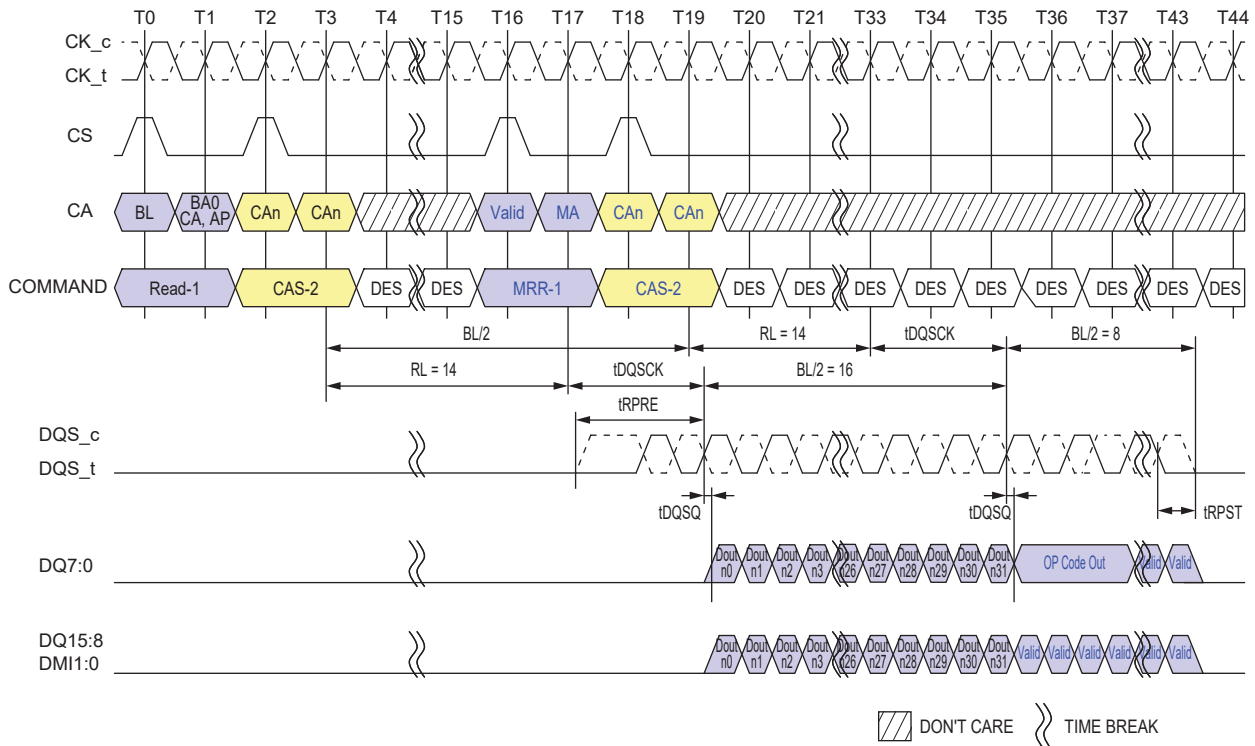 T0 T1 T2 T3 T4 T15 T16 T17 T18 T19 T20 T21 T33 T34 T35 T36 T37 T43 T44
CK_c
CK_t
CS
CA BL BA0 CA, AP CAn CAn Valid MA CAn CAn
COMMAND Read-1 CAS-2 DES DES MRR-1 CAS-2 DES DES DES DES DES DES DES DES DES
BL/2 RL = 14 tDQSCK BL/2 = 8
RL = 14 tDQSCK BL/2 = 16
tRPRE
DQS_c
DQS_t
tDQSQ tDQSQ tRPST
DQ7:0 Dout n0 Dout n1 Dout n2 Dout n3 Dout n26 Dout n27 Dout n28 Dout n29 Dout n30 Dout n31 OP Code Out Valid Valid
DQ15:8
DMI1:0 Dout n0 Dout n1 Dout n2 Dout n3 Dout n26 Dout n27 Dout n28 Dout n29 Dout n30 Dout n31 Valid Valid Valid Valid Valid Valid
DON'T CARE TIME BREAK